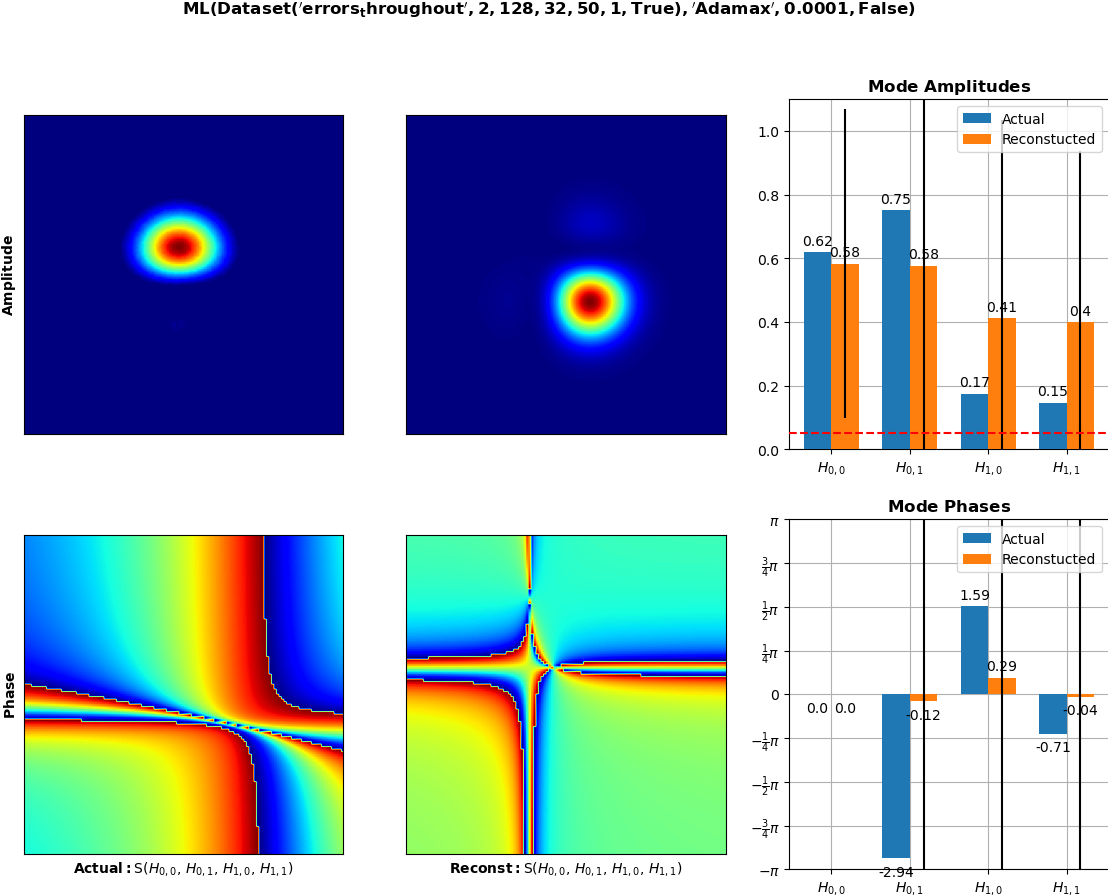 ML(Dataset('errors_throughout', 2, 128, 32, 50, 1, True), 'Adamax', 0.0001, False)
Amplitude
Mode Amplitudes
Actual
Reconstucted
1.0
0.8
0.6
0.4
0.2
0.0
0.62
0.58
0.75
0.58
0.17
0.41
0.15
0.4
H0,0
H0,1
H1,0
H1,1
Phase
Actual: S(H0,0, H0,1, H1,0, H1,1)
Reconst: S(H0,0, H0,1, H1,0, H1,1)
Mode Phases
Actual
Reconstucted
π
3/4π
1/2π
1/4π
0
−1/4π
−1/2π
−3/4π
−π
0.0
0.0
-2.94
-0.12
1.59
0.29
-0.71
-0.04
H0,0
H0,1
H1,0
H1,1